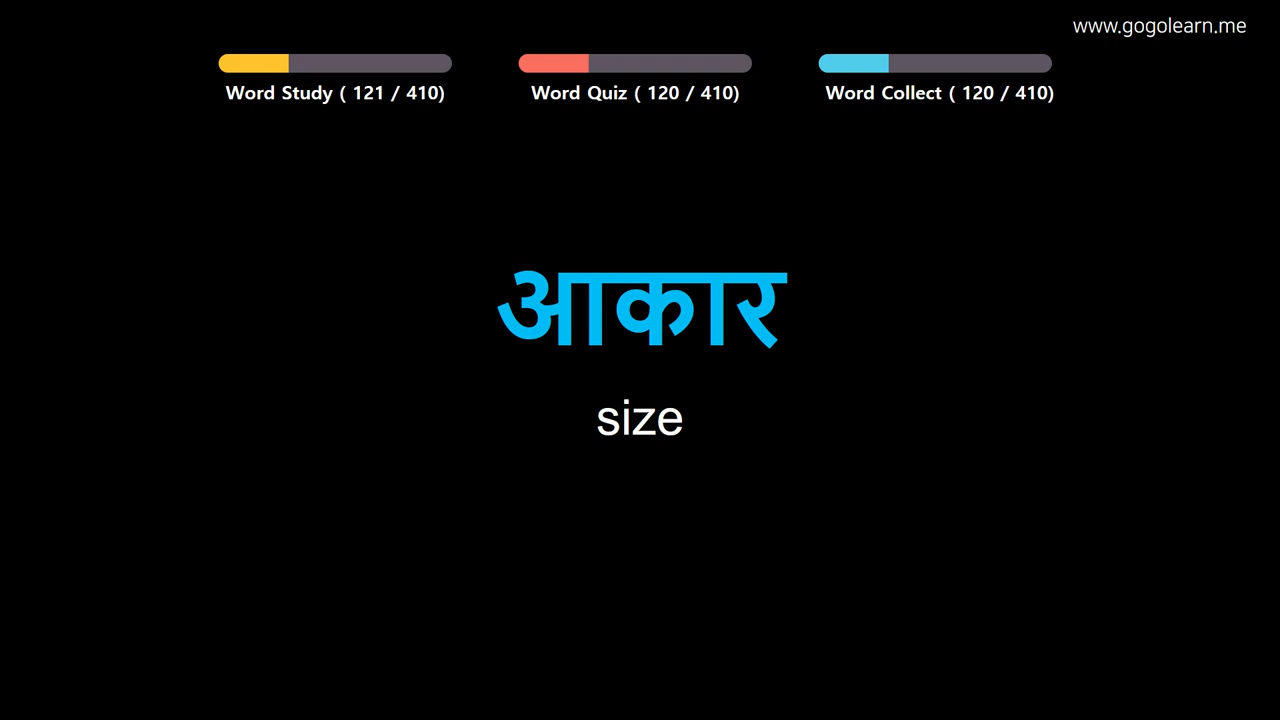 www.gogolearn.me
Word Study ( 121 / 410)
Word Quiz ( 120 / 410)
Word Collect ( 120 / 410)
आकार
size